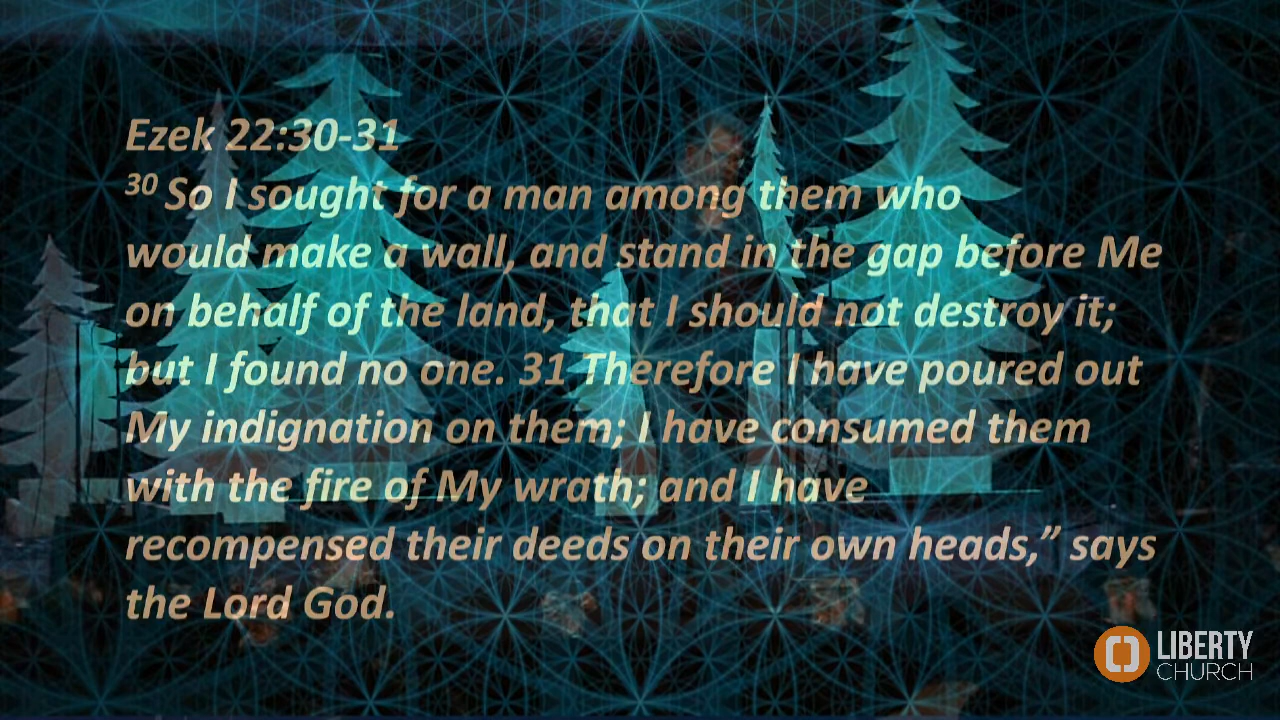 Ezek 22:30-31
30 So I sought for a man among them who
would make a wall, and stand in the gap before Me
on behalf of the land, that I should not destroy it;
but I found no one. 31 Therefore I have poured out
My indignation on them; I have consumed them
with the fire of My wrath; and I have
recompensed their deeds on their own heads,” says
the Lord God.
LIBERTY
CHURCH